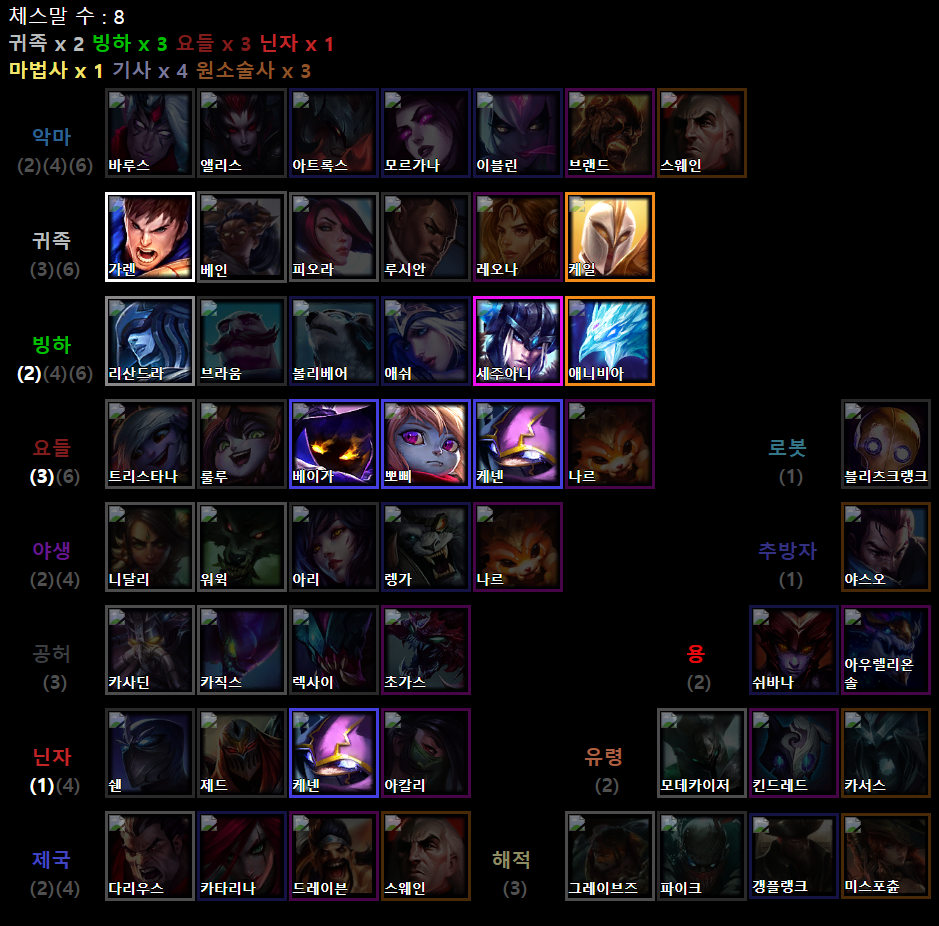 체스말 수 : 8
귀족 x 2 빙하 x 3 요들 x 3 닌자 x 1
마법사 x 1 기사 x 4 원소술사 x 3
악마
(2)(4)(6)
바루스 앨리스 아트록스 모르가나 이블린 브랜드 스웨인
귀족
(3)(6)
가렌 베인 피오라 루시안 레오나 케일
빙하
(2)(4)(6)
리산드라 브라움 볼리베어 애쉬 세주아니 애니비아
요들
(3)(6)
트리스타나 룰루 베이가 뽀삐 케넨 나르
로봇
(1)
블리츠크랭크
야생
(2)(4)
니달리 워윅 아리 렝가 나르
추방자
(1)
야스오
공허
(3)
카사딘 카직스 렉사이 초가스
용
(2)
쉬바나 아우렐리온
솔
닌자
(1)(4)
쉔 제드 케넨 아칼리
유령
(2)
모데카이저 킨드레드 카서스
제국
(2)(4)
다리우스 카타리나 드레이븐 스웨인
해적
(3)
그레이브즈 파이크 갱플랭크 미스포츈